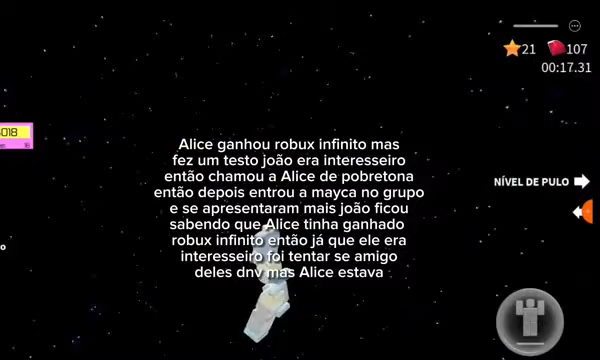 21 107
00:17.31
018
Alice ganhou robux infinito mas
fez um testo joão era interesseiro
então chamou a Alice de pobretona
então depois entrou a mayca no grupo
e se apresentaram mais joão ficou
sabendo que Alice tinha ganhado
robux infinito então já que ele era
interesseiro foi tentar se amigo
deles dnv mas Alice estava
NÍVEL DE PULO
o